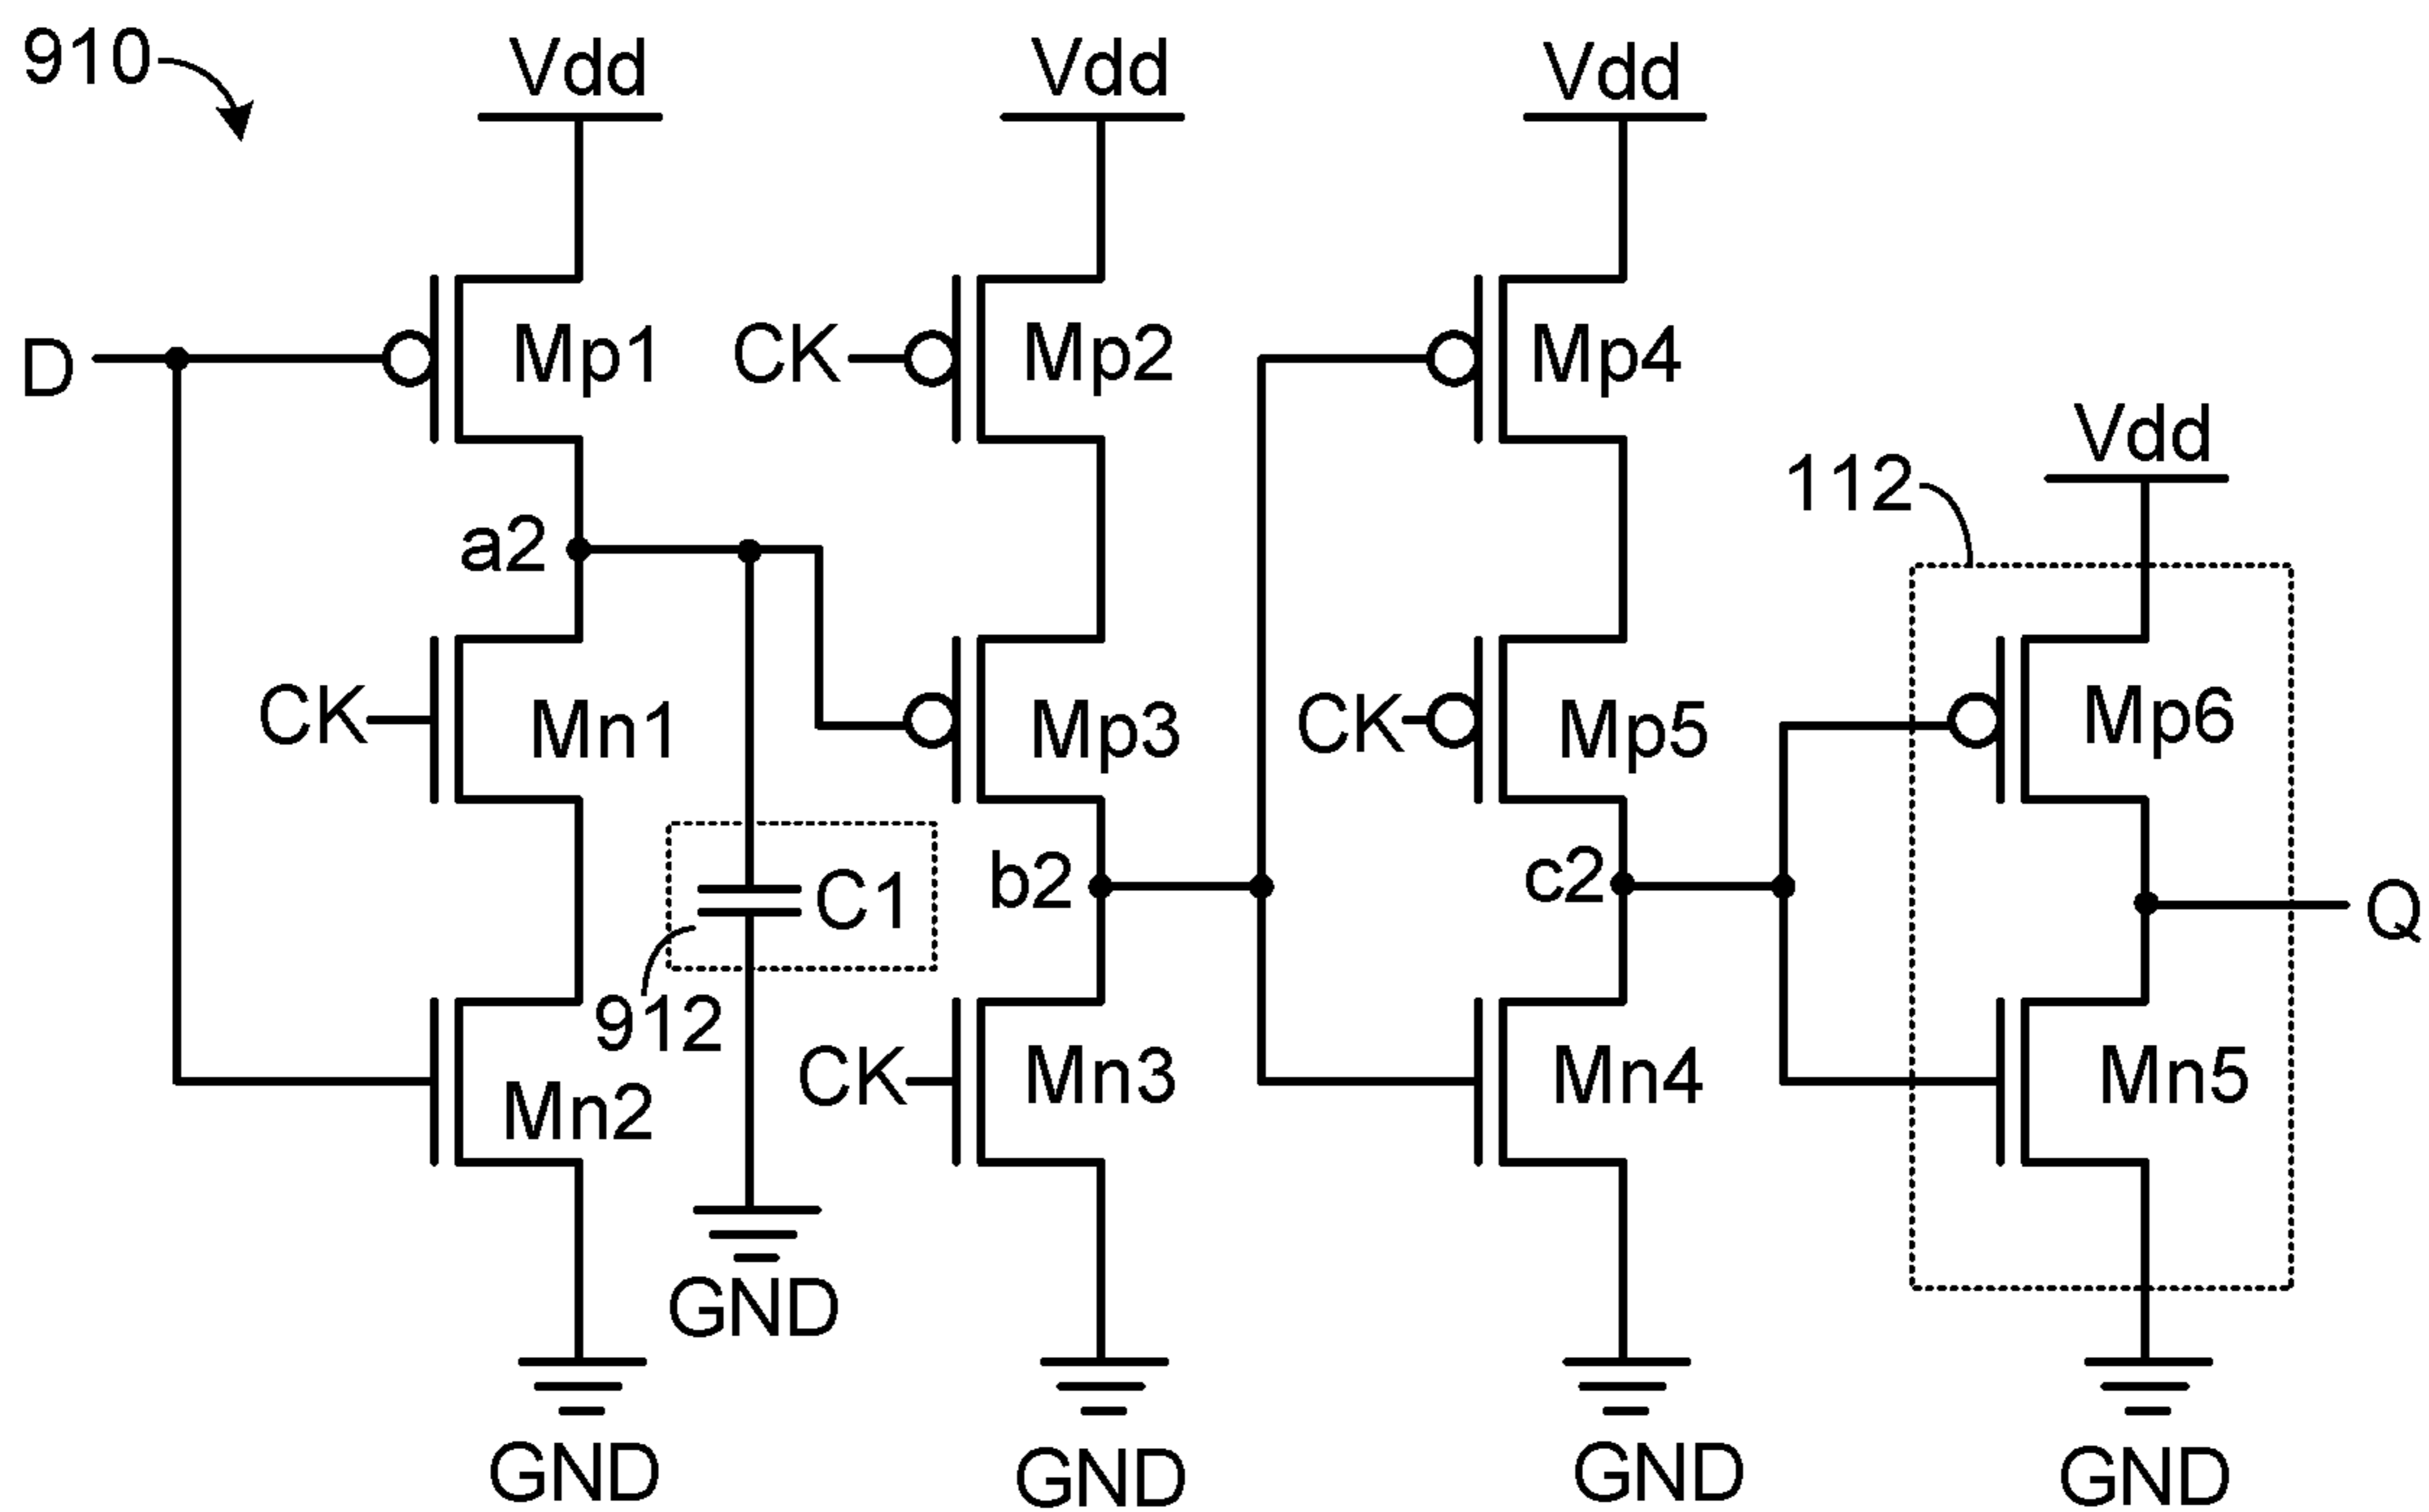 910
Vdd
Vdd
Vdd
D
Mp1
CK
Mp2
Mp4
Vdd
112
a2
CK
Mn1
Mp3
CK
Mp5
Mp6
C1
b2
c2
Q
912
Mn2
CK
Mn3
Mn4
Mn5
GND
GND
GND
GND
GND